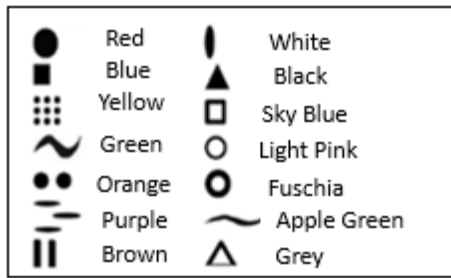 Red
White
Blue
Black
Yellow
Sky Blue
Green
Light Pink
Orange
Fuschia
Purple
Apple Green
Brown
Grey